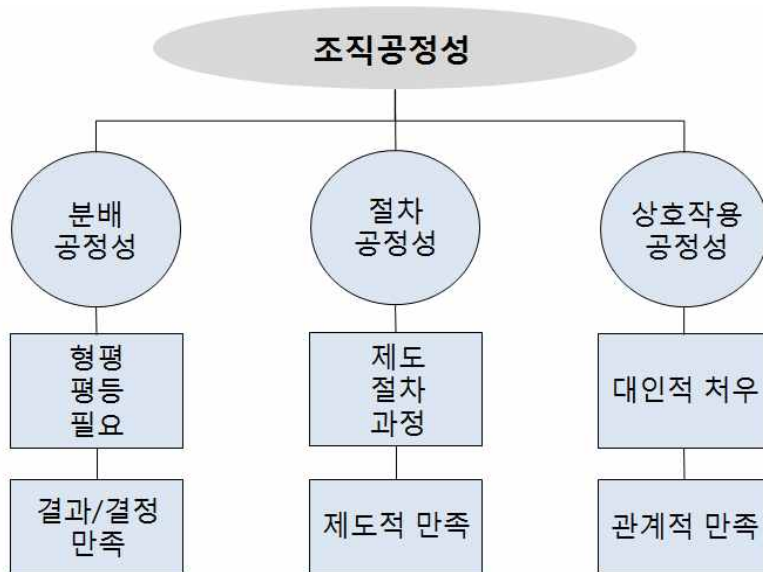 조직공정성
분배
공정성
절차
공정성
상호작용
공정성
형평
평등
필요
제도
절차
과정
대인적 처우
결과/결정
만족
제도적 만족
관계적 만족